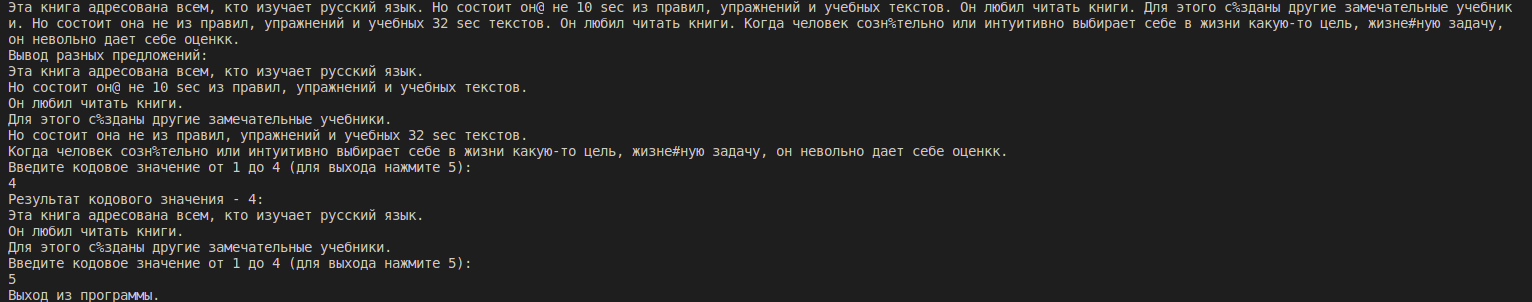 Эта книга адресована всем, кто изучает русский язык. Но состоит он@ не 10 sec из правил, упражнений и учебных текстов. Он любил читать книги. Для этого с%зданы другие замечательные учебник
и. Но состоит она не из правил, упражнений и учебных 32 sec текстов. Он любил читать книги. Когда человек созн%тельно или интуитивно выбирает себе в жизни какую-то цель, жизне#ную задачу,
он невольно дает себе оценкк.
Вывод разных предложений:
Эта книга адресована всем, кто изучает русский язык.
Но состоит он@ не 10 sec из правил, упражнений и учебных текстов.
Он любил читать книги.
Для этого с%зданы другие замечательные учебники.
Но состоит она не из правил, упражнений и учебных 32 sec текстов.
Когда человек созн%тельно или интуитивно выбирает себе в жизни какую-то цель, жизне#ную задачу, он невольно дает себе оценкк.
Введите кодовое значение от 1 до 4 (для выхода нажмите 5):
4
Результат кодового значения - 4:
Эта книга адресована всем, кто изучает русский язык.
Он любил читать книги.
Для этого с%зданы другие замечательные учебники.
Введите кодовое значение от 1 до 4 (для выхода нажмите 5):
5
Выход из программы.